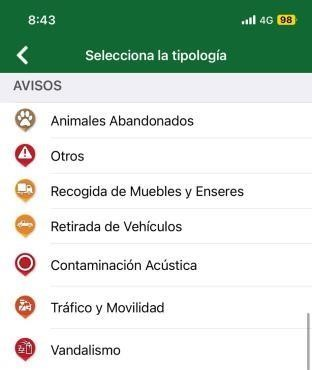 8:43
4G 98
Selecciona la tipología
AVISOS
Animales Abandonados
Otros
Recogida de Muebles y Enseres
Retirada de Vehículos
Contaminación Acústica
Tráfico y Movilidad
Vandalismo